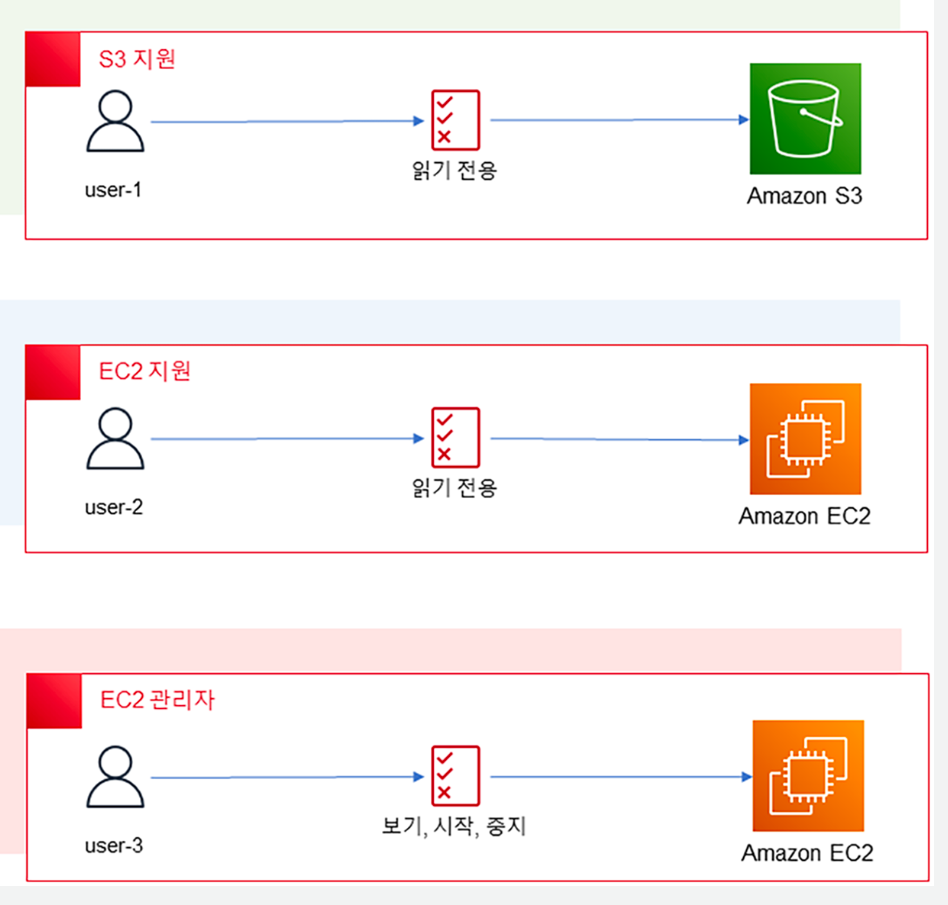 S3 지원
user-1
읽기 전용
Amazon S3
EC2 지원
user-2
읽기 전용
Amazon EC2
EC2 관리자
user-3
보기, 시작, 중지
Amazon EC2